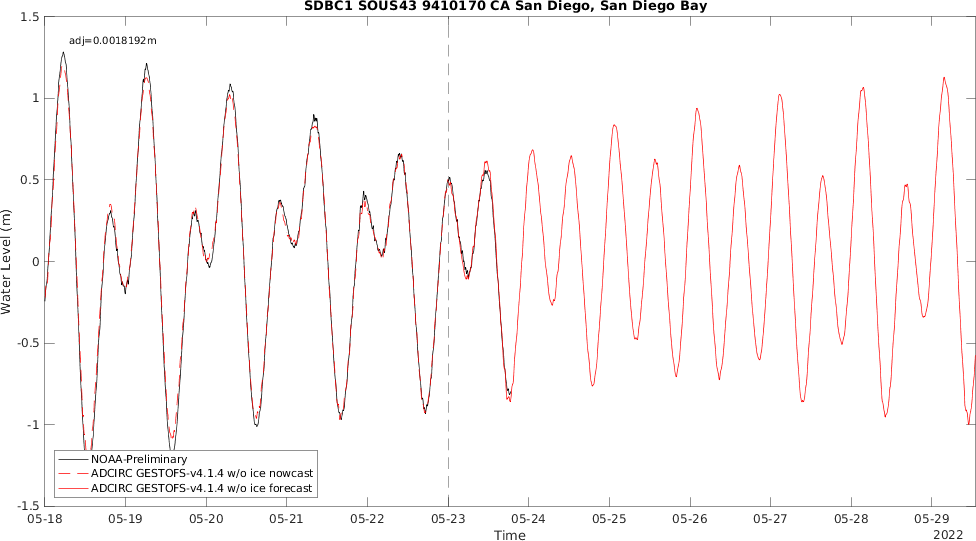 SDBC1 SOUS43 9410170 CA San Diego, San Diego Bay
adj=0.0018192m
1.5
1
0.5
0
-0.5
-1
-1.5
Water Level (m)
NOAA-Preliminary
ADCIRC GESTOFS-v4.1.4 w/o ice nowcast
ADCIRC GESTOFS-v4.1.4 w/o ice forecast
05-18 05-19 05-20 05-21 05-22 05-23 05-24 05-25 05-26 05-27 05-28 05-29
Time
2022